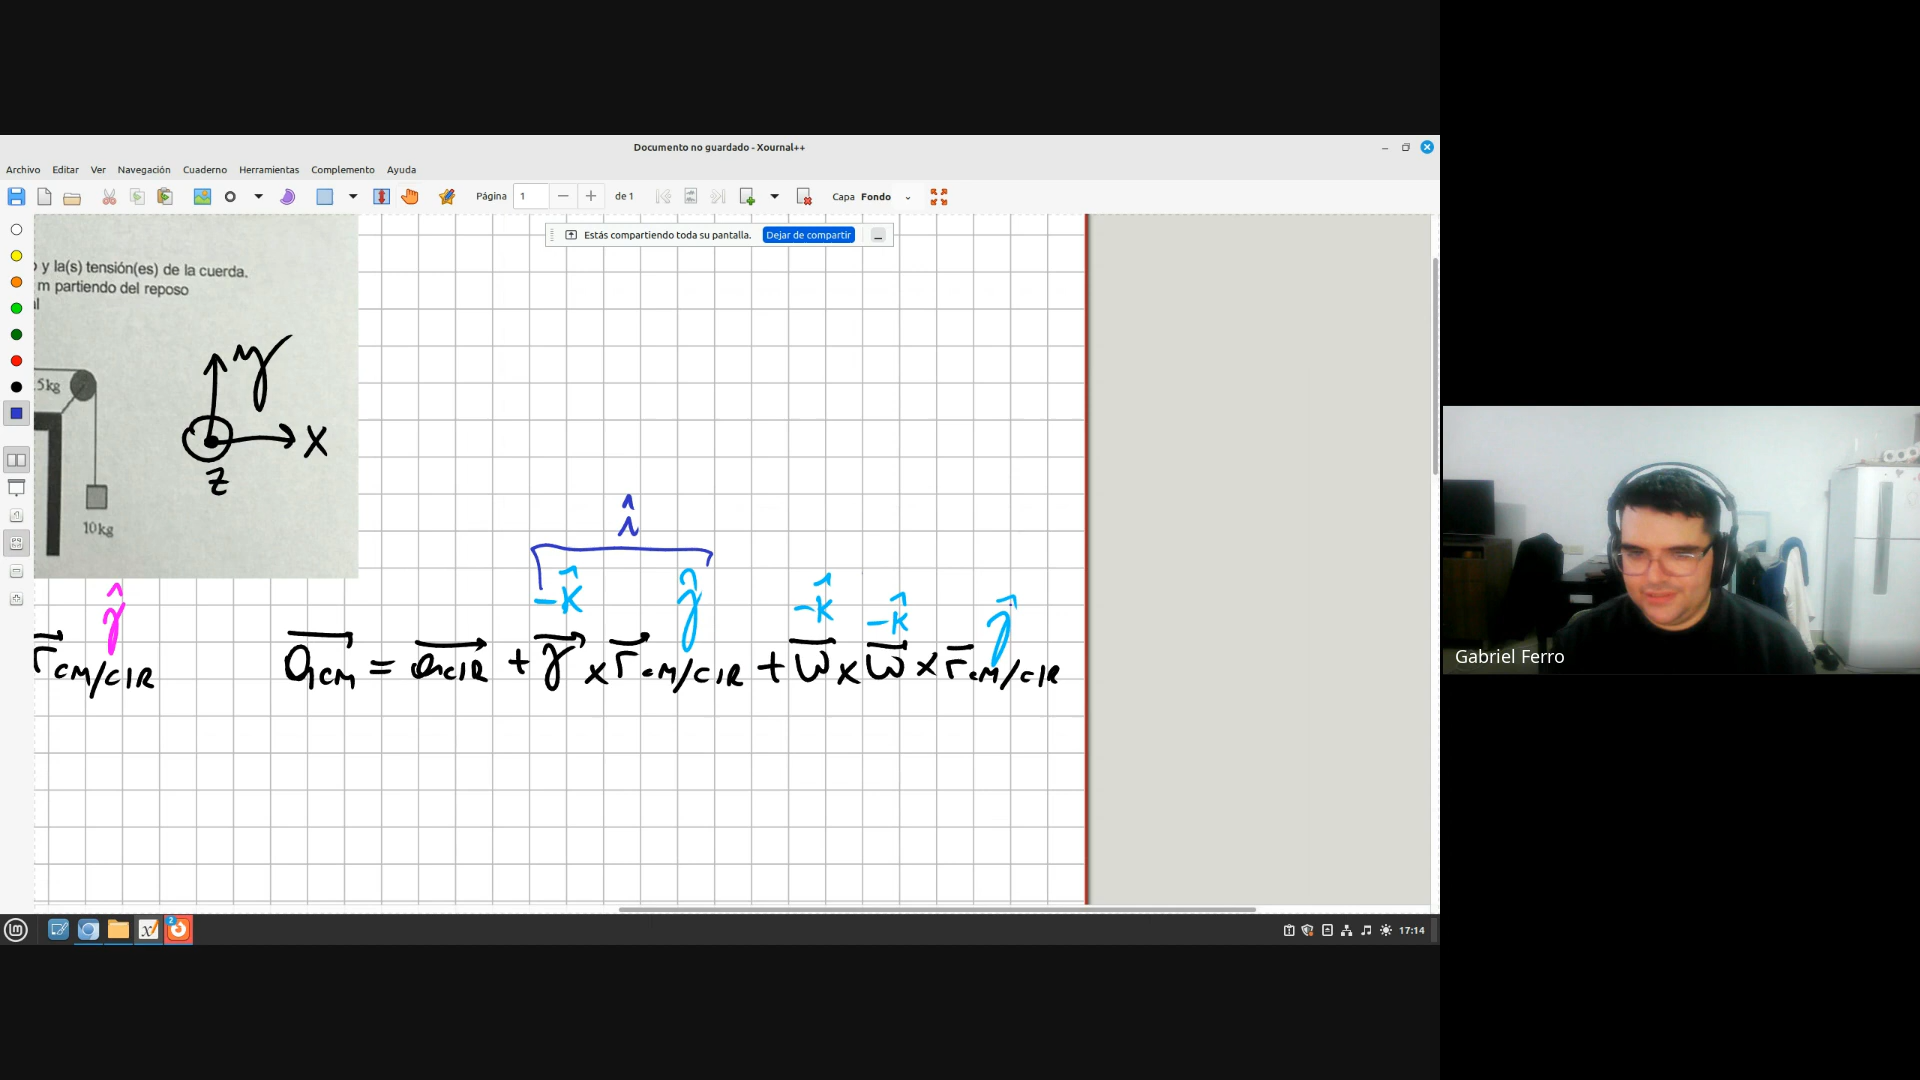 Documento no guardado - Xournal++
Archivo Editar Ver Navegación Cuaderno Herramientas Complemento Ayuda
Página 1 de 1 Capa Fondo
Estás compartiendo toda su pantalla. Dejar de compartir
y la(s) tensión(es) de la cuerda.
m partiendo del reposo
al
y
5kg
x
z
10kg
î
ĵ -k̂ ĵ -k̂ -k̂ ĵ
r⃗CM/CIR a⃗CM = a⃗CIR + γ⃗ x r⃗CM/CIR + ω⃗ x ω⃗ x r⃗CM/CIR
Gabriel Ferro
2
17:14